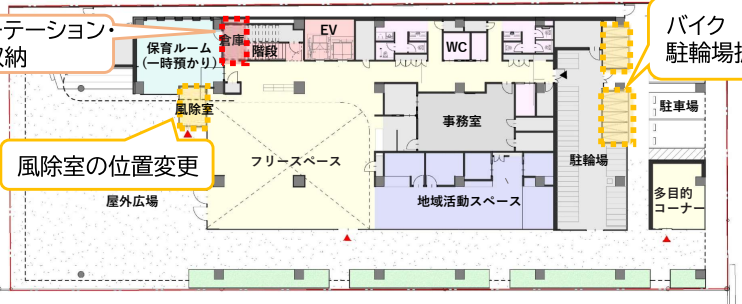 ーテーション・
収納
バイク
駐輪場拡
保育ルーム
(一時預かり)
倉庫
階段
EV
WC
風除室
風除室の位置変更
フリースペース
事務室
駐輪場
駐車場
屋外広場
地域活動スペース
多目的
コーナー